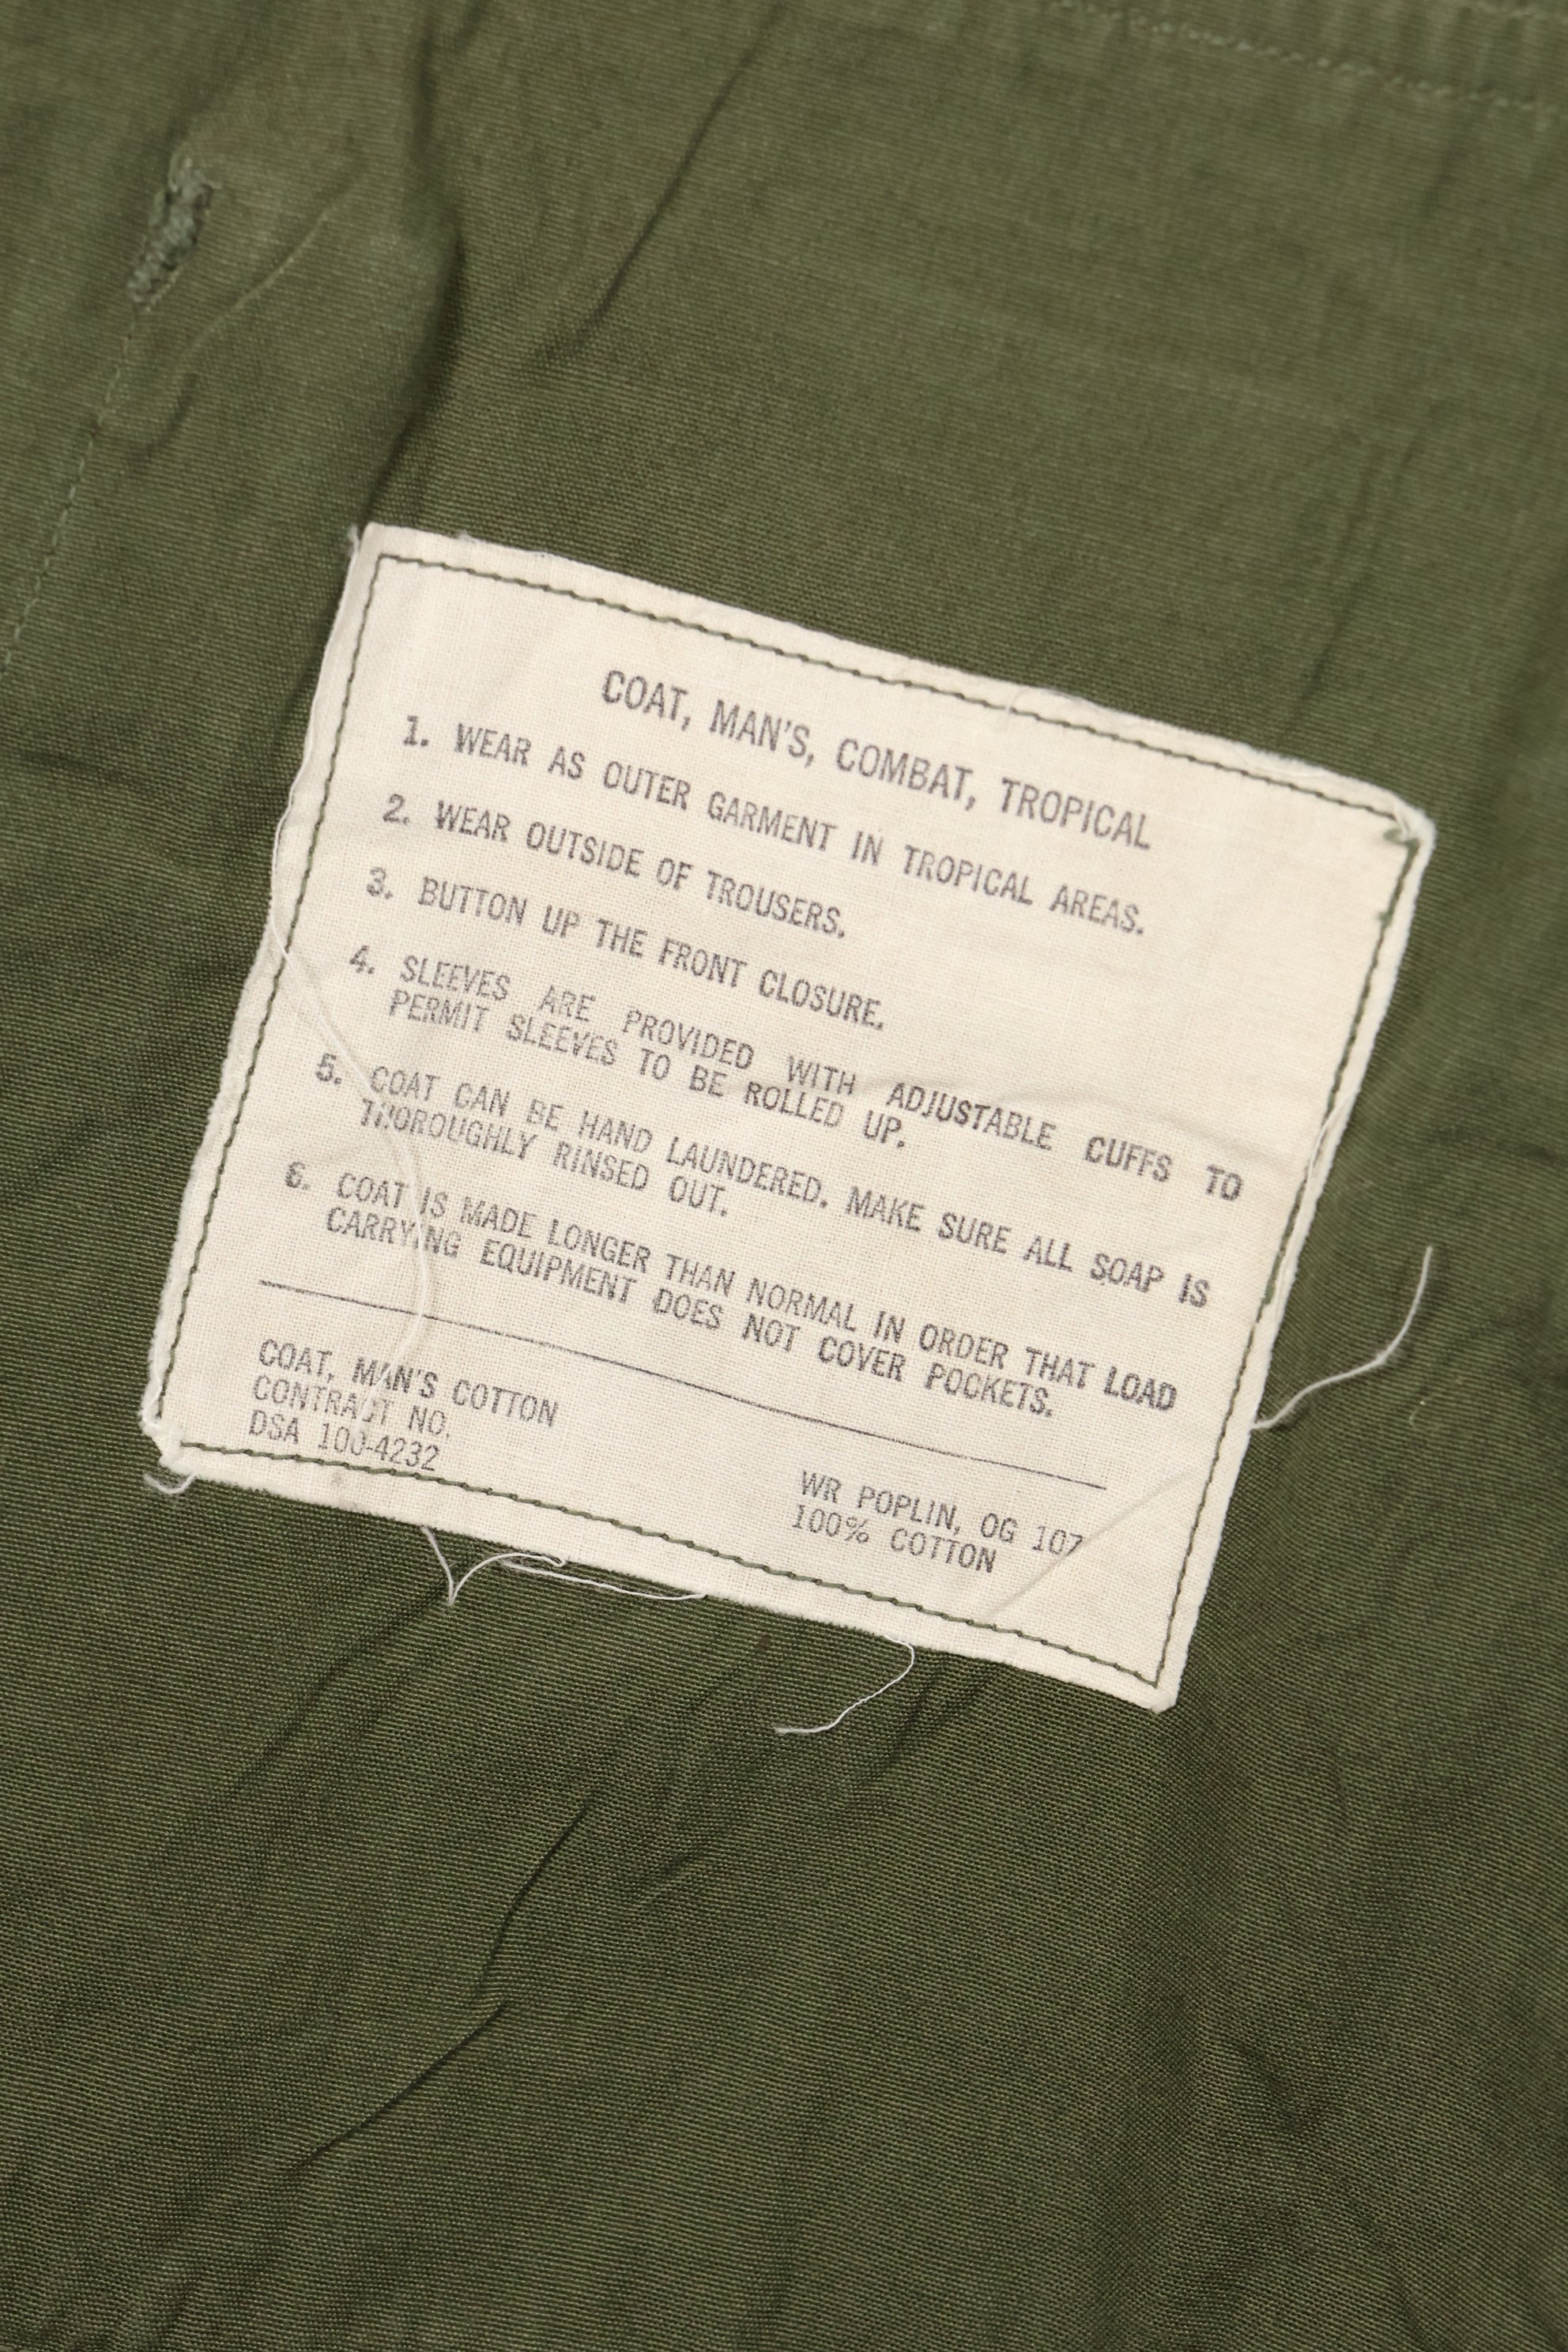 COAT, MAN'S, COMBAT, TROPICAL
1. WEAR AS OUTER GARMENT IN TROPICAL AREAS.
2. WEAR OUTSIDE OF TROUSERS.
3. BUTTON UP THE FRONT CLOSURE.
4. SLEEVES ARE PROVIDED WITH ADJUSTABLE CUFFS TO
PERMIT SLEEVES TO BE ROLLED UP.
5. COAT CAN BE HAND LAUNDERED. MAKE SURE ALL SOAP IS
THOROUGHLY RINSED OUT.
6. COAT IS MADE LONGER THAN NORMAL IN ORDER THAT LOAD
CARRYING EQUIPMENT DOES NOT COVER POCKETS.
COAT, MAN'S COTTON
CONTRACT NO.
DSA 100-4232
WR POPLIN, OG 107
100% COTTON